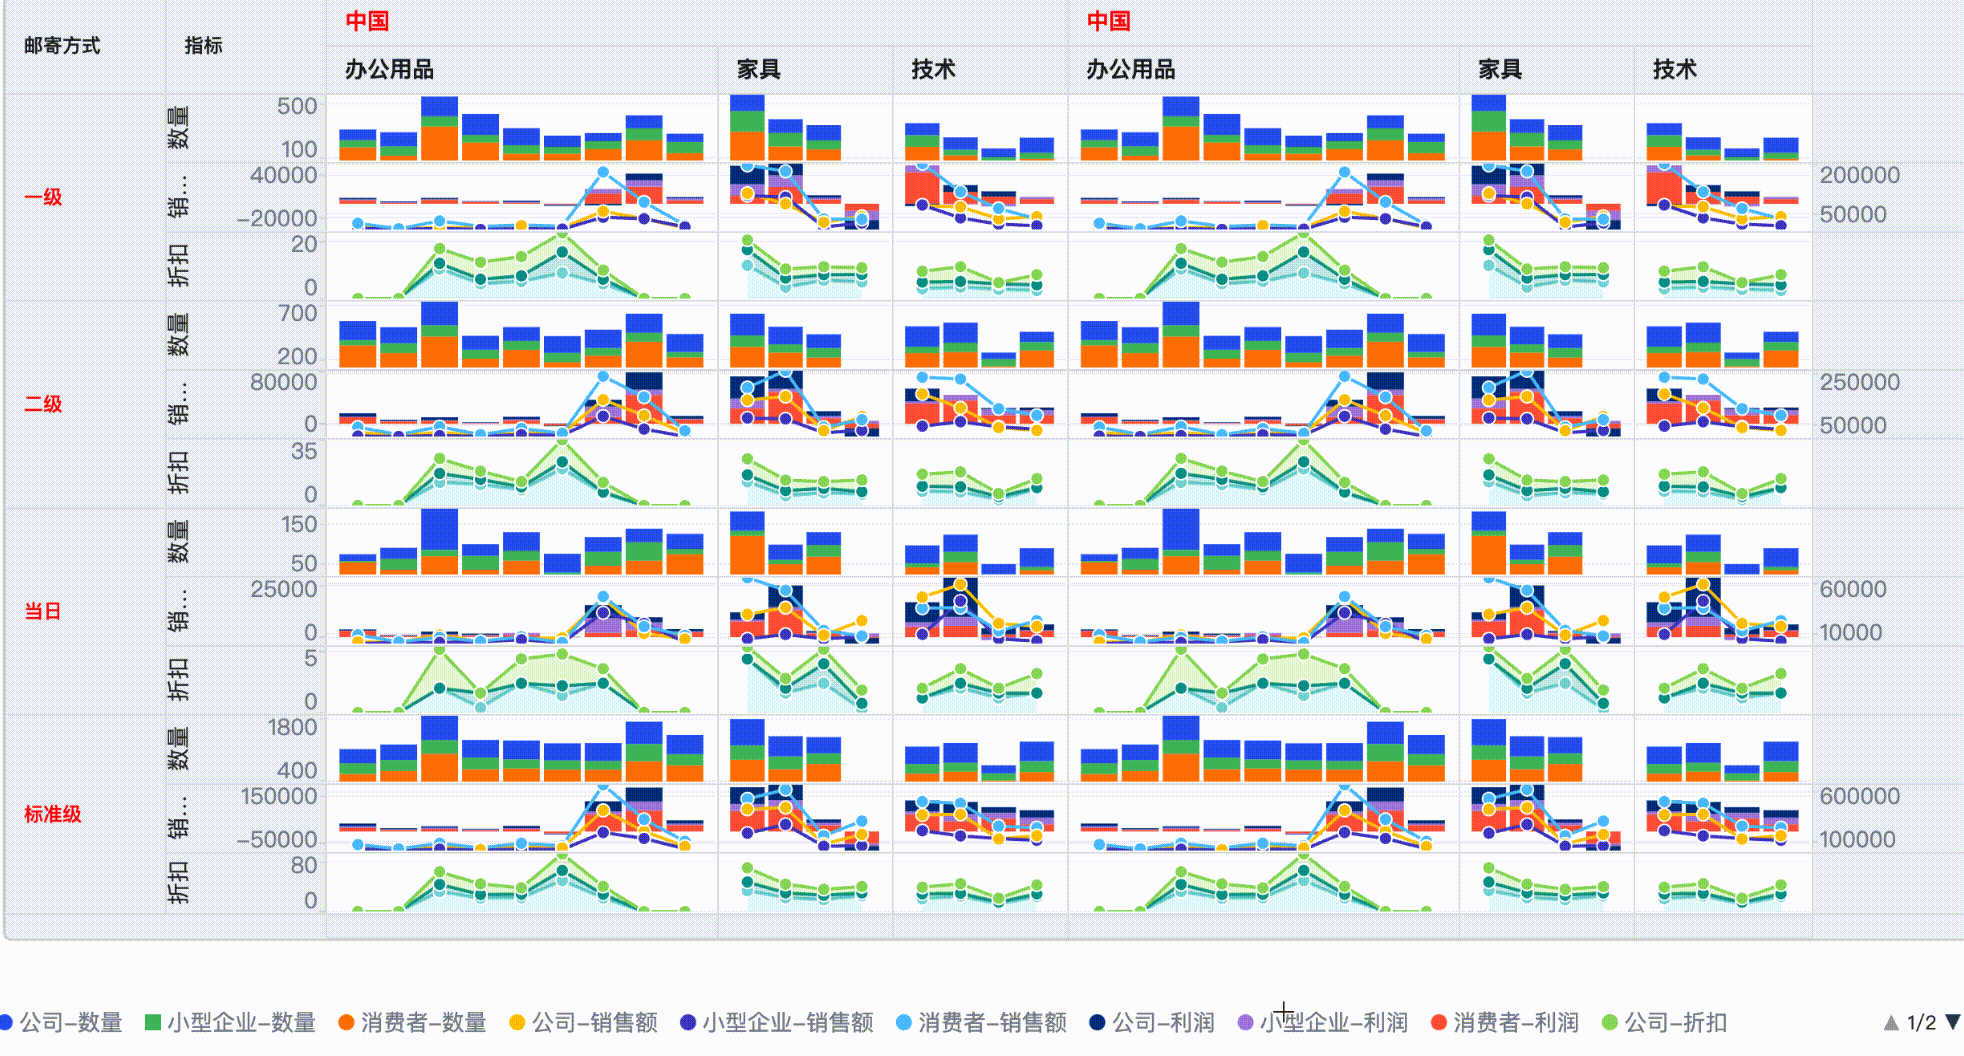 中国 中国
邮寄方式 指标
办公用品 家具 技术 办公用品 家具 技术
一级
数量 500 100
销... 40000 -20000 200000 50000
折扣 20 0
二级
数量 700 200
销... 80000 0 250000 50000
折扣 35 0
当日
数量 150 50
销... 25000 0 60000 10000
折扣 5 0
标准级
数量 1800 400
销... 150000 -50000 600000 100000
折扣 80 0
公司-数量 小型企业-数量 消费者-数量 公司-销售额 小型企业-销售额 消费者-销售额 公司-利润 小型企业-利润 消费者-利润 公司-折扣 1/2